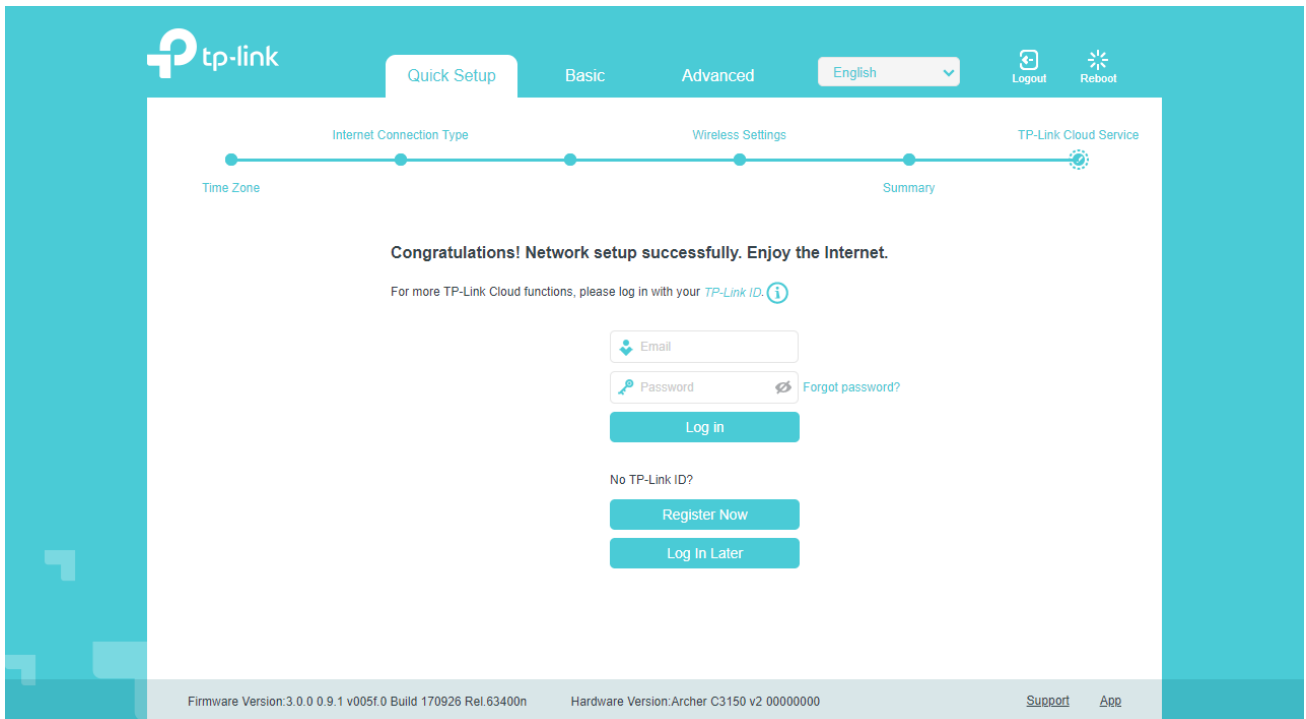 tp-link
Quick Setup Basic Advanced English Logout Reboot
Internet Connection Type Wireless Settings TP-Link Cloud Service
Time Zone Summary
Congratulations! Network setup successfully. Enjoy the Internet.
For more TP-Link Cloud functions, please log in with your TP-Link ID. i
Email
Password Forgot password?
Log in
No TP-Link ID?
Register Now
Log In Later
Firmware Version:3.0.0 0.9.1 v005f.0 Build 170926 Rel.63400n Hardware Version:Archer C3150 v2 00000000 Support App